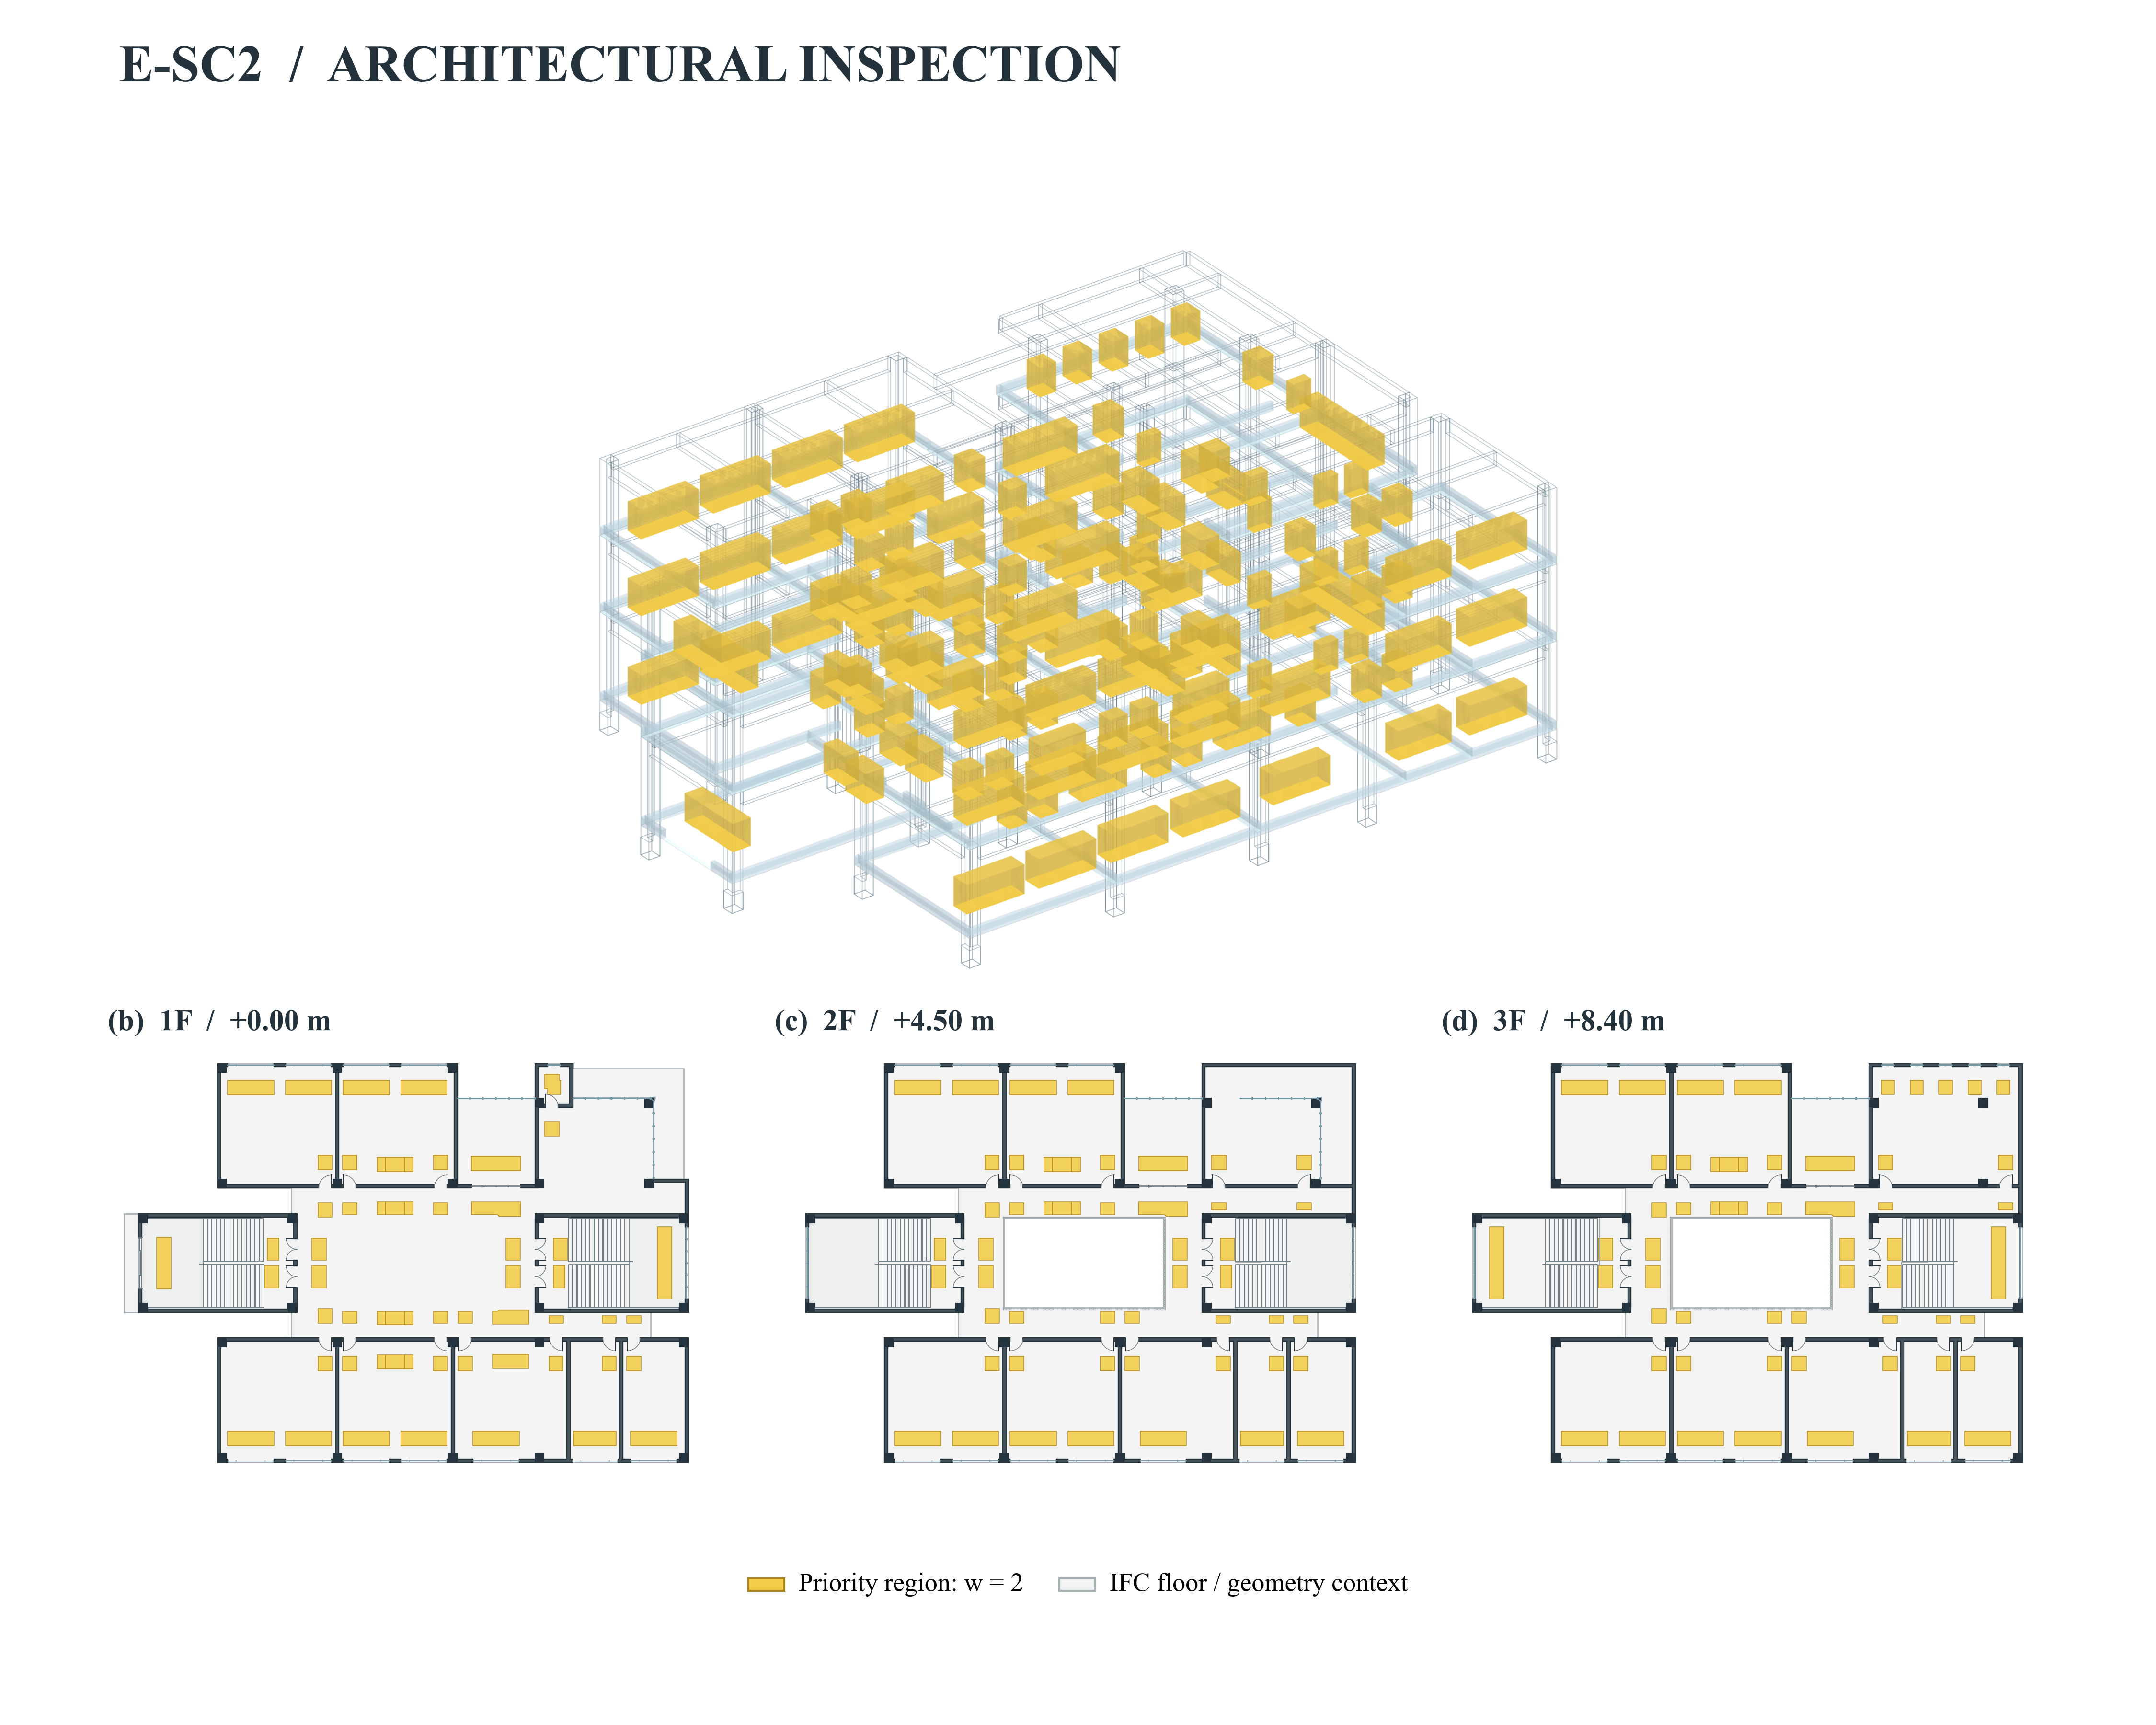 E-SC2 / ARCHITECTURAL INSPECTION
(b) 1F / +0.00 m
(c) 2F / +4.50 m
(d) 3F / +8.40 m
Priority region: w = 2
IFC floor / geometry context